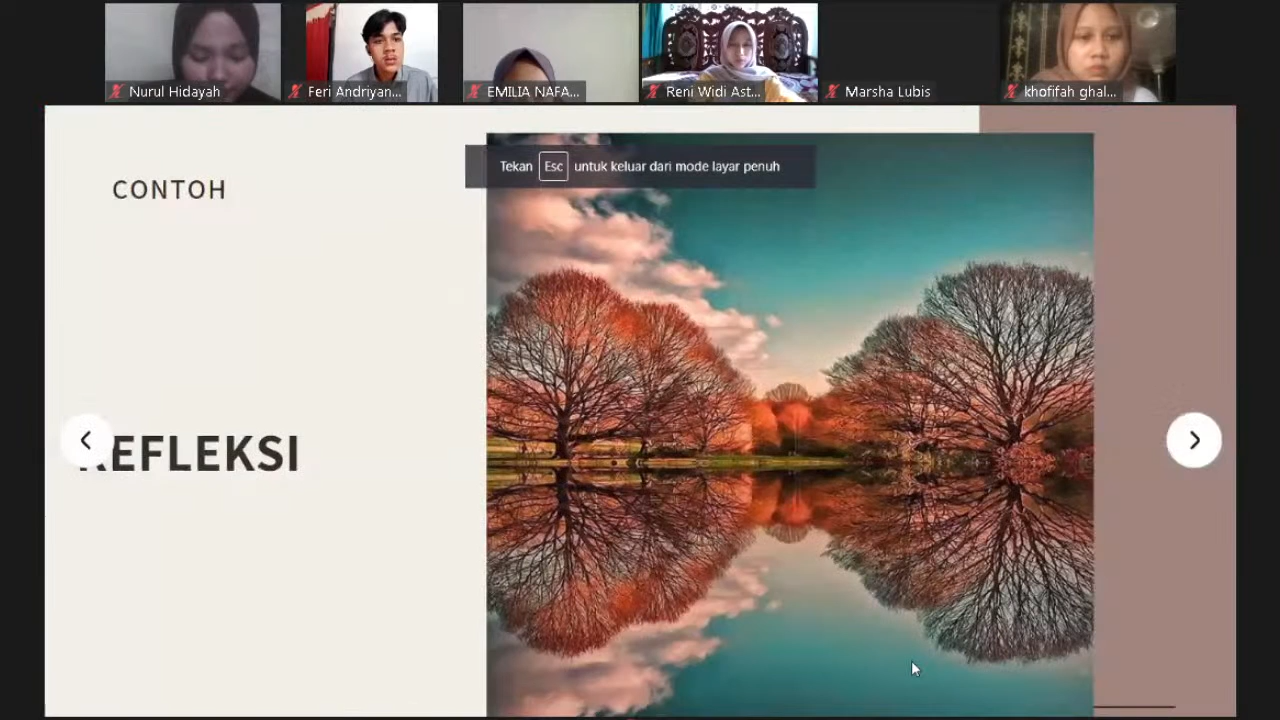 Nurul Hidayah
Feri Andriyan...
EMILIA NAFA...
Reni Widi Ast...
Marsha Lubis
khofifah ghal...
Tekan Esc untuk keluar dari mode layar penuh
CONTOH
REFLEKSI